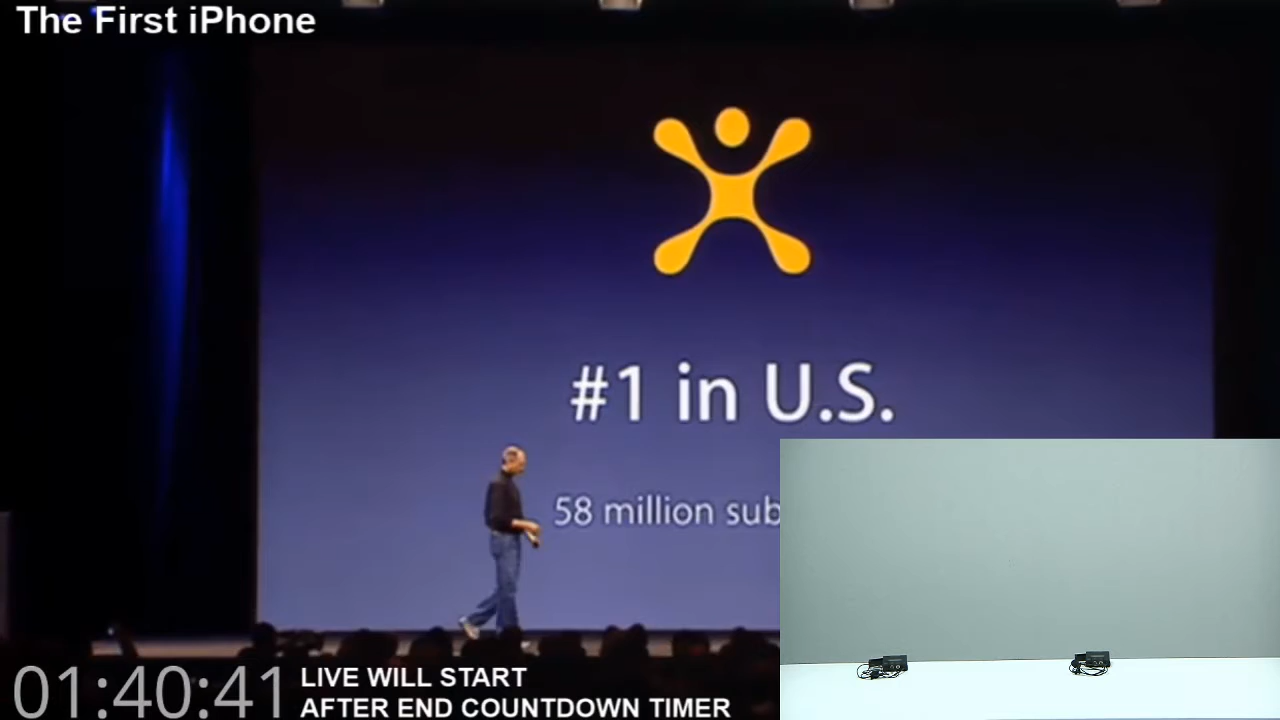 The First iPhone
#1 in U.S.
58 million sub
01:40:41
LIVE WILL START
AFTER END COUNTDOWN TIMER